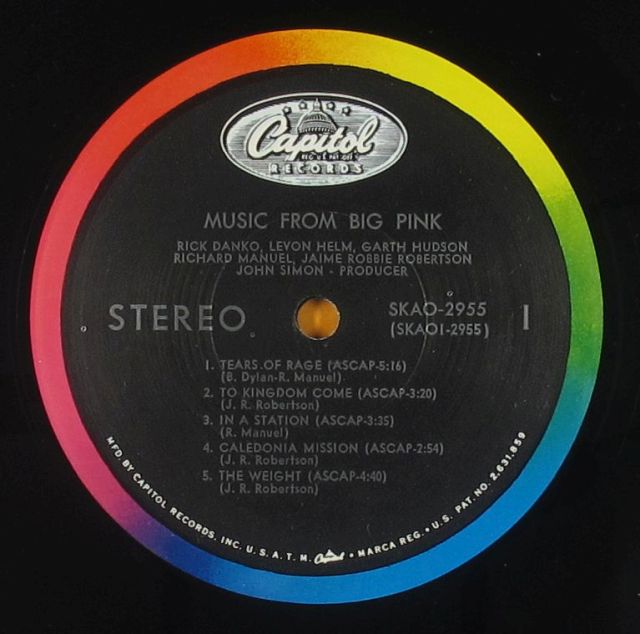 Capitol
REG. U.S. PAT. OFF.
RECORDS
MUSIC FROM BIG PINK
RICK DANKO, LEVON HELM, GARTH HUDSON
RICHARD MANUEL, JAIME ROBBIE ROBERTSON
JOHN SIMON - PRODUCER
STEREO
SKAO-2955
(SKAO1-2955)
1
1. TEARS OF RAGE (ASCAP-5:16)
(B. Dylan-R. Manuel)
2. TO KINGDOM COME (ASCAP-3:20)
(J. R. Robertson)
3. IN A STATION (ASCAP-3:35)
(R. Manuel)
4. CALEDONIA MISSION (ASCAP-2:54)
(J. R. Robertson)
5. THE WEIGHT (ASCAP-4:40)
(J. R. Robertson)
MFD. BY CAPITOL RECORDS, INC. U.S.A. T.M. Capitol • MARCA REG. • U.S. PAT. NO. 2,631,859